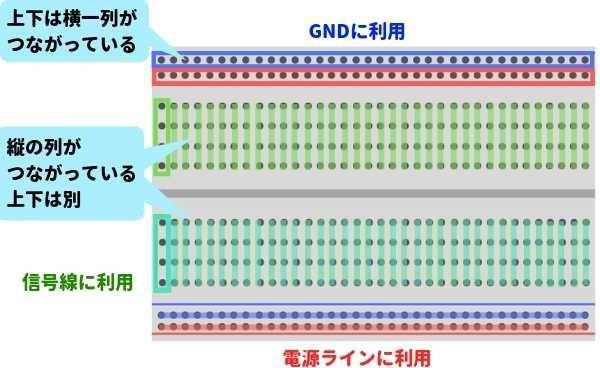 上下は横一列が
つながっている
GNDに利用
縦の列が
つながっている
上下は別
信号線に利用
電源ラインに利用